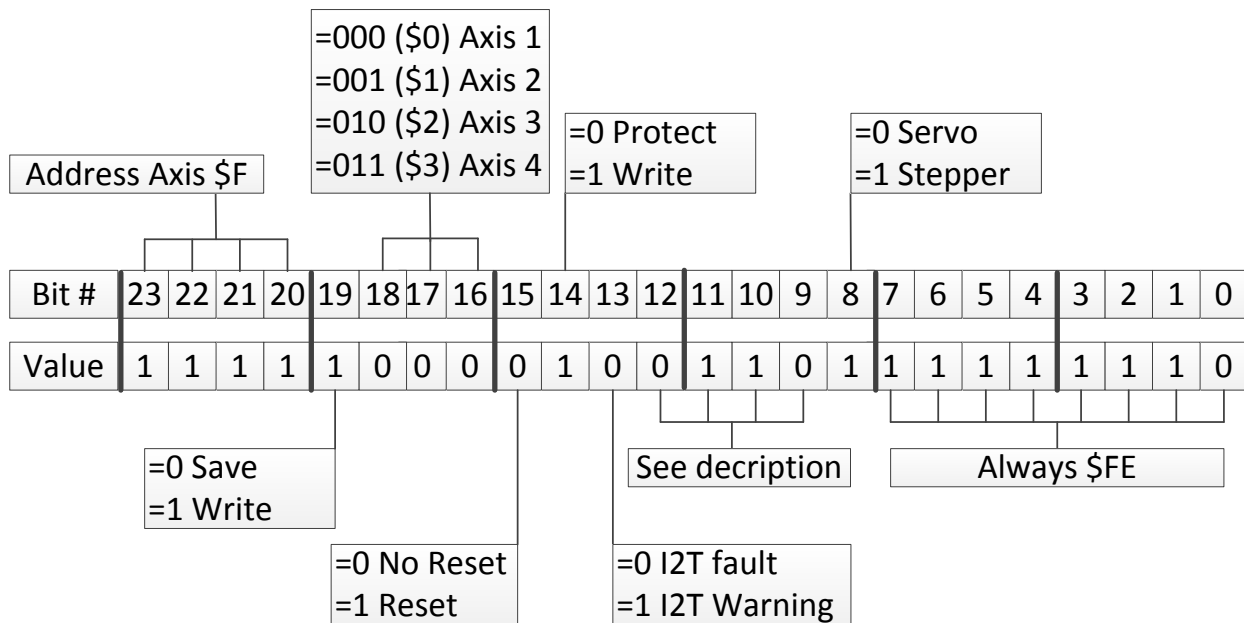 =000 ($0) Axis 1
=001 ($1) Axis 2
=010 ($2) Axis 3
=011 ($3) Axis 4
=0 Protect
=1 Write
=0 Servo
=1 Stepper
Address Axis $F
Bit # 23 22 21 20 19 18 17 16 15 14 13 12 11 10 9 8 7 6 5 4 3 2 1 0
Value 1 1 1 1 1 0 0 0 0 1 0 0 1 1 0 1 1 1 1 1 1 1 1 0
=0 Save
=1 Write
See decription
Always $FE
=0 No Reset
=1 Reset
=0 I2T fault
=1 I2T Warning